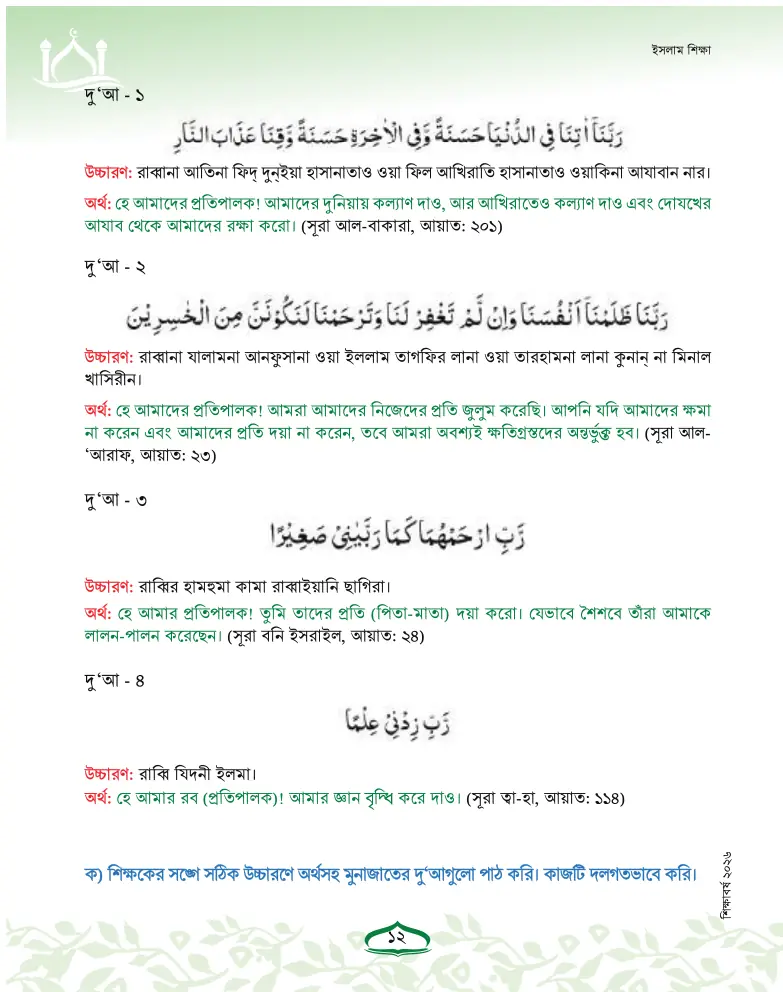 ইসলাম শিক্ষা
দু‘আ - ১
رَبَّنَاۤ اٰتِنَا فِی الدُّنْیَا حَسَنَةً وَّفِی الْاٰخِرَةِ حَسَنَةً وَّقِنَا عَذَابَ النَّارِ
উচ্চারণ: রাব্বানা আতিনা ফিদ্ দুন্ইয়া হাসানাতাও ওয়া ফিল আখিরাতি হাসানাতাও ওয়াকিনা আযাবান নার।
অর্থ: হে আমাদের প্রতিপালক! আমাদের দুনিয়ায় কল্যাণ দাও, আর আখিরাতেও কল্যাণ দাও এবং দোযখের
আযাব থেকে আমাদের রক্ষা করো। (সূরা আল-বাকারা, আয়াত: ২০১)
দু‘আ - ২
رَبَّنَا ظَلَمْنَاۤ اَنْفُسَنَا وَاِنْ لَّمْ تَغْفِرْ لَنَا وَتَرْحَمْنَا لَنَكُوْنَنَّ مِنَ الْخٰسِرِیْنَ
উচ্চারণ: রাব্বানা যালামনা আনফুসানা ওয়া ইললাম তাগফির লানা ওয়া তারহামনা লানা কুনান্ না মিনাল
খাসিরীন।
অর্থ: হে আমাদের প্রতিপালক! আমরা আমাদের নিজেদের প্রতি জুলুম করেছি। আপনি যদি আমাদের ক্ষমা
না করেন এবং আমাদের প্রতি দয়া না করেন, তবে আমরা অবশ্যই ক্ষতিগ্রস্তদের অন্তর্ভুক্ত হব। (সূরা আল-
‘আরাফ, আয়াত: ২৩)
দু‘আ - ৩
رَّبِّ ارْحَمْهُمَا كَمَا رَبَّیٰنِیْ صَغِیْرًا
উচ্চারণ: রাব্বির হামহুমা কামা রাব্বাইয়ানি ছাগিরা।
অর্থ: হে আমার প্রতিপালক! তুমি তাদের প্রতি (পিতা-মাতা) দয়া করো। যেভাবে শৈশবে তাঁরা আমাকে
লালন-পালন করেছেন। (সূরা বনি ইসরাইল, আয়াত: ২৪)
দু‘আ - ৪
رَّبِّ زِدْنِیْ عِلْمًا
উচ্চারণ: রাব্বি যিদনী ইলমা।
অর্থ: হে আমার রব (প্রতিপালক)! আমার জ্ঞান বৃদ্ধি করে দাও। (সূরা ত্বা-হা, আয়াত: ১১৪)
ক) শিক্ষকের সঙ্গে সঠিক উচ্চারণে অর্থসহ মুনাজাতের দু‘আগুলো পাঠ করি। কাজটি দলগতভাবে করি।
শিক্ষাবর্ষ ২০২৬
১২